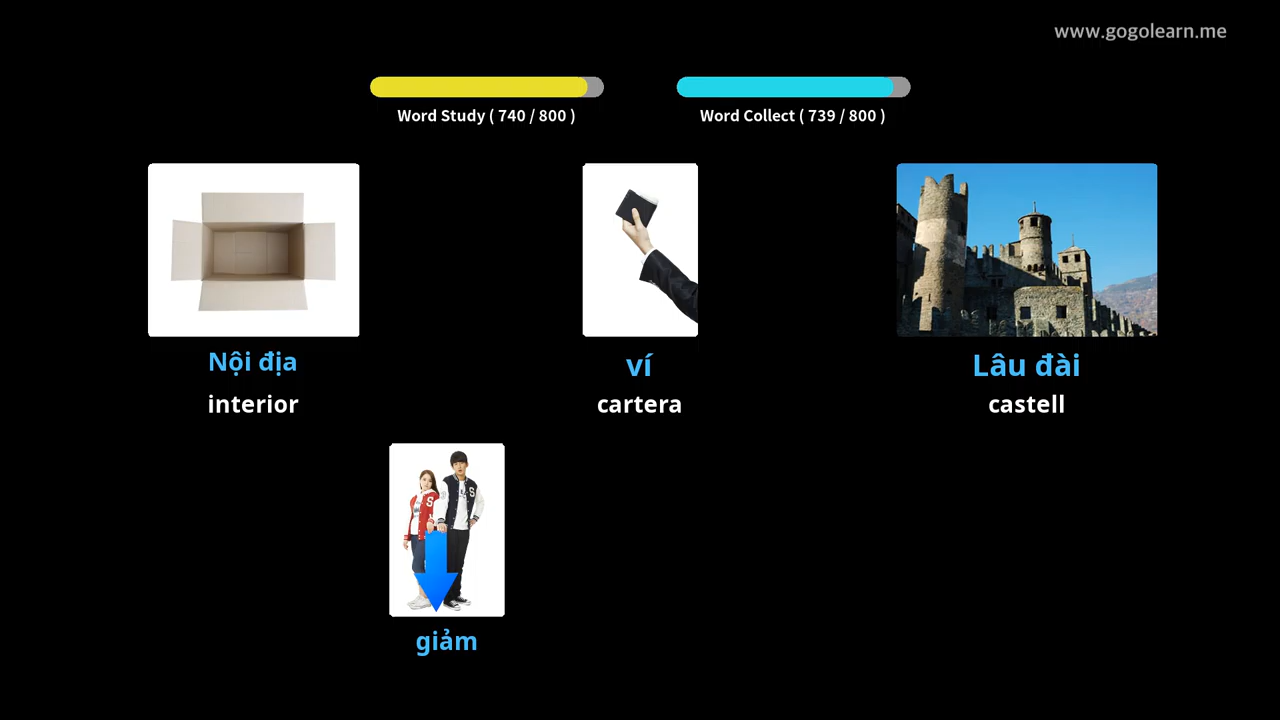 www.gogolearn.me
Word Study ( 740 / 800 )
Word Collect ( 739 / 800 )
Nội địa
interior
ví
cartera
Lâu đài
castell
S
S
giảm